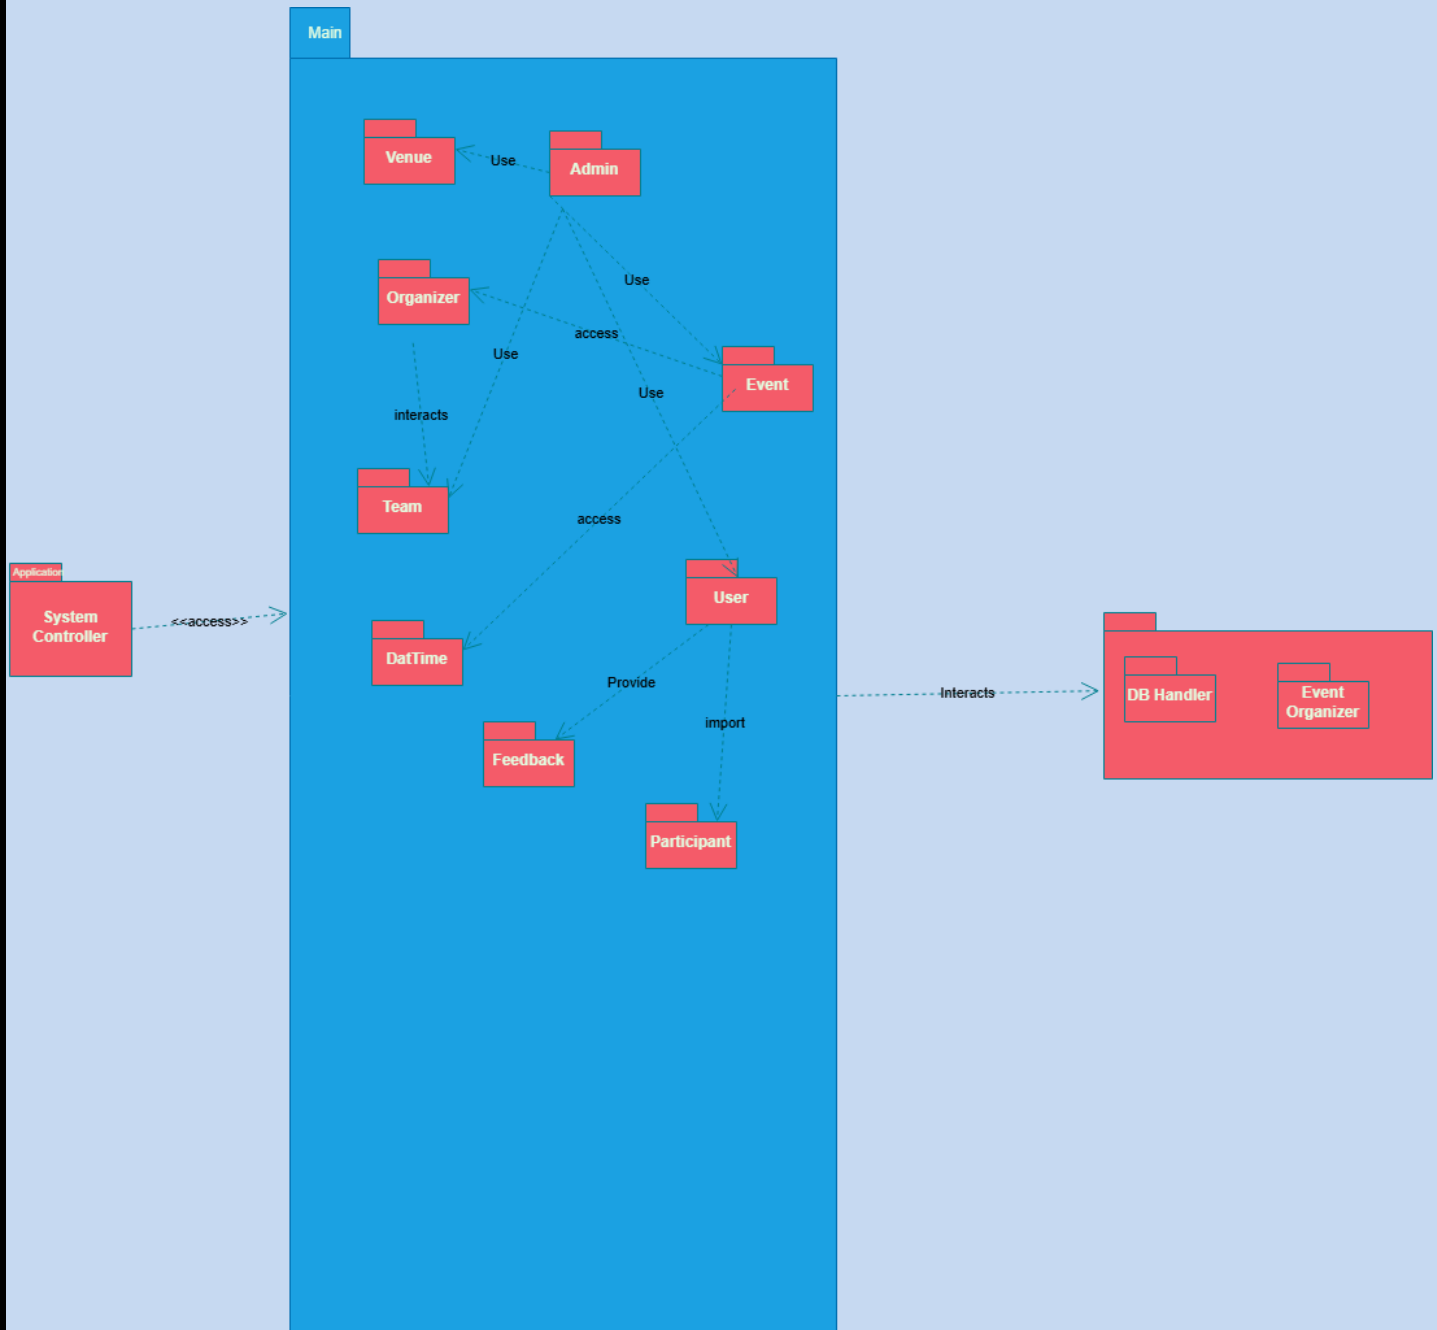 Main
Venue
Use
Admin
Use
Organizer
access
Use
Event
Use
interacts
Team
access
Application
System
Controller
<<access>>
User
DatTime
Provide
Interacts
DB Handler
Event
Organizer
import
Feedback
Participant